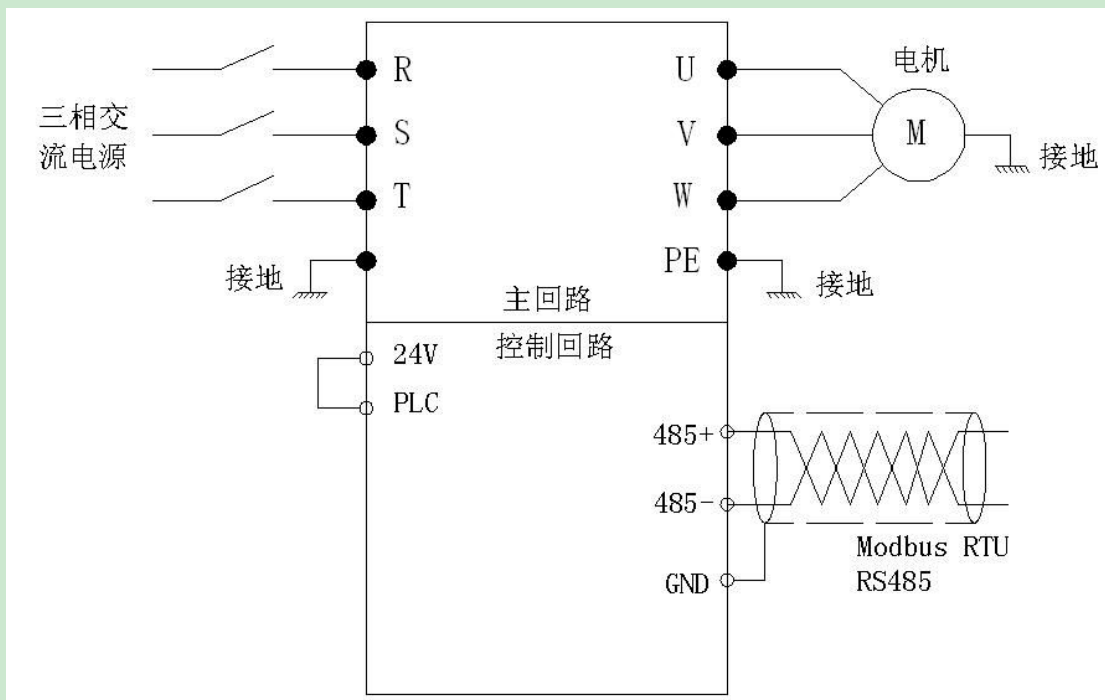 三相交
流电源
R
S
T
接地
U
V
W
PE
电机
M
接地
接地
主回路
控制回路
24V
PLC
485+
485-
GND
Modbus RTU
RS485